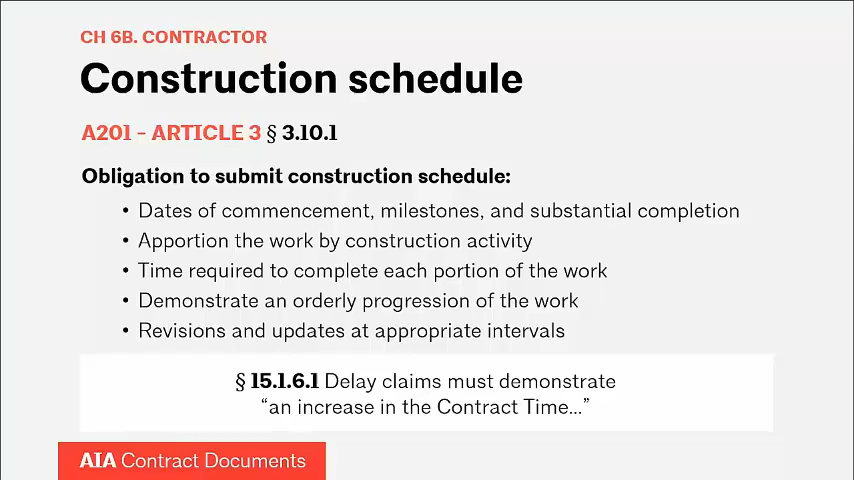 CH 6B. CONTRACTOR
Construction schedule
A201 - ARTICLE 3 § 3.10.1
Obligation to submit construction schedule:
• Dates of commencement, milestones, and substantial completion
• Apportion the work by construction activity
• Time required to complete each portion of the work
• Demonstrate an orderly progression of the work
• Revisions and updates at appropriate intervals
§ 15.1.6.1 Delay claims must demonstrate
“an increase in the Contract Time...”
AIA Contract Documents